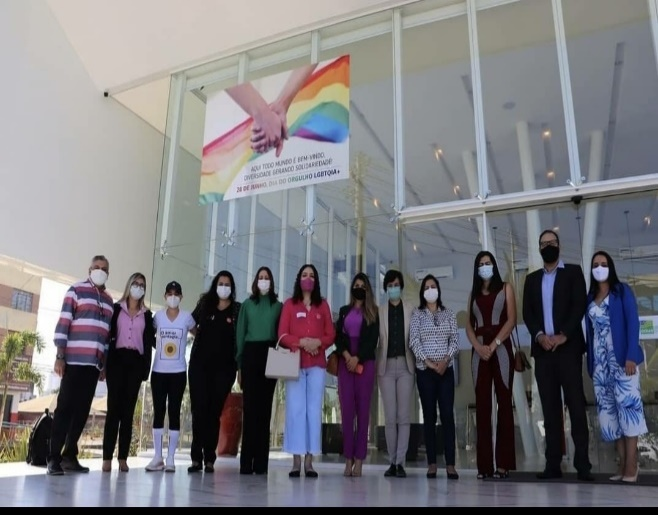 AQUI TODO MUNDO É BEM-VINDO.
DIVERSIDADE GERANDO SOLIDARIEDADE!
28 DE JUNHO, DIA DO ORGULHO LGBTQIA+